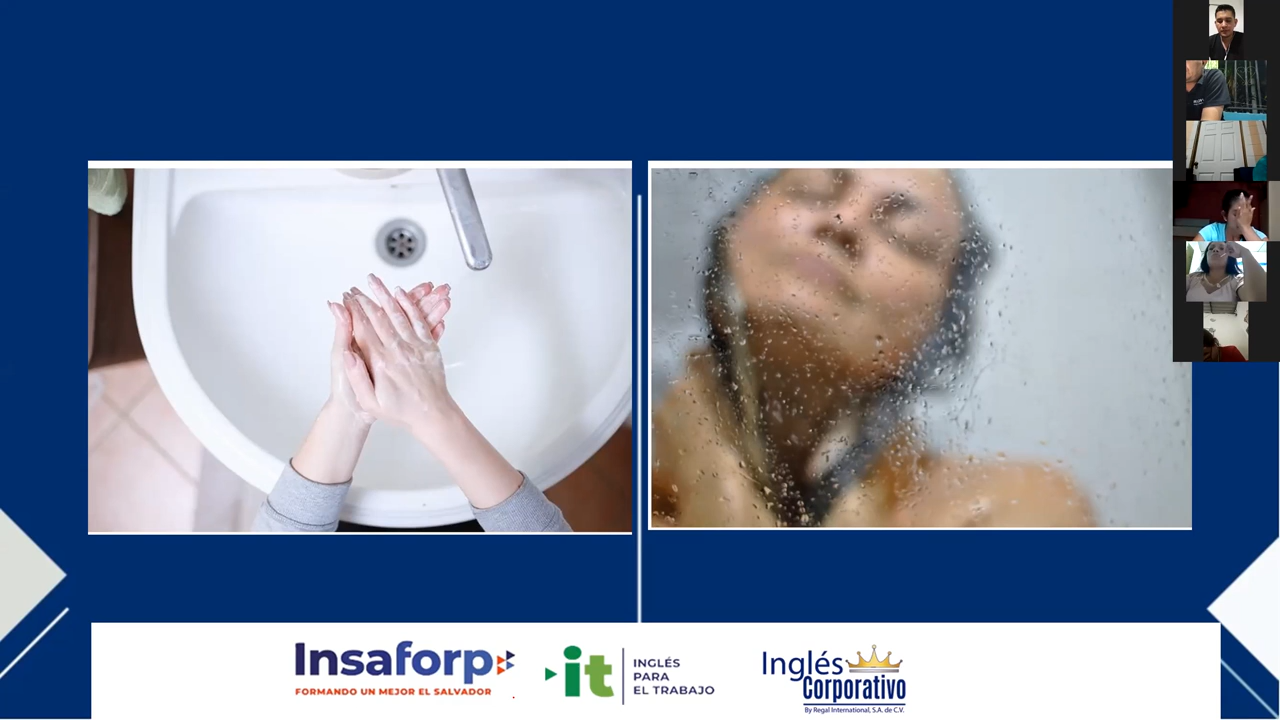 Insaforp
FORMANDO UN MEJOR EL SALVADOR
it
INGLÉS
PARA
EL TRABAJO
Inglés
Corporativo
By Regal International, S.A. de C.V.